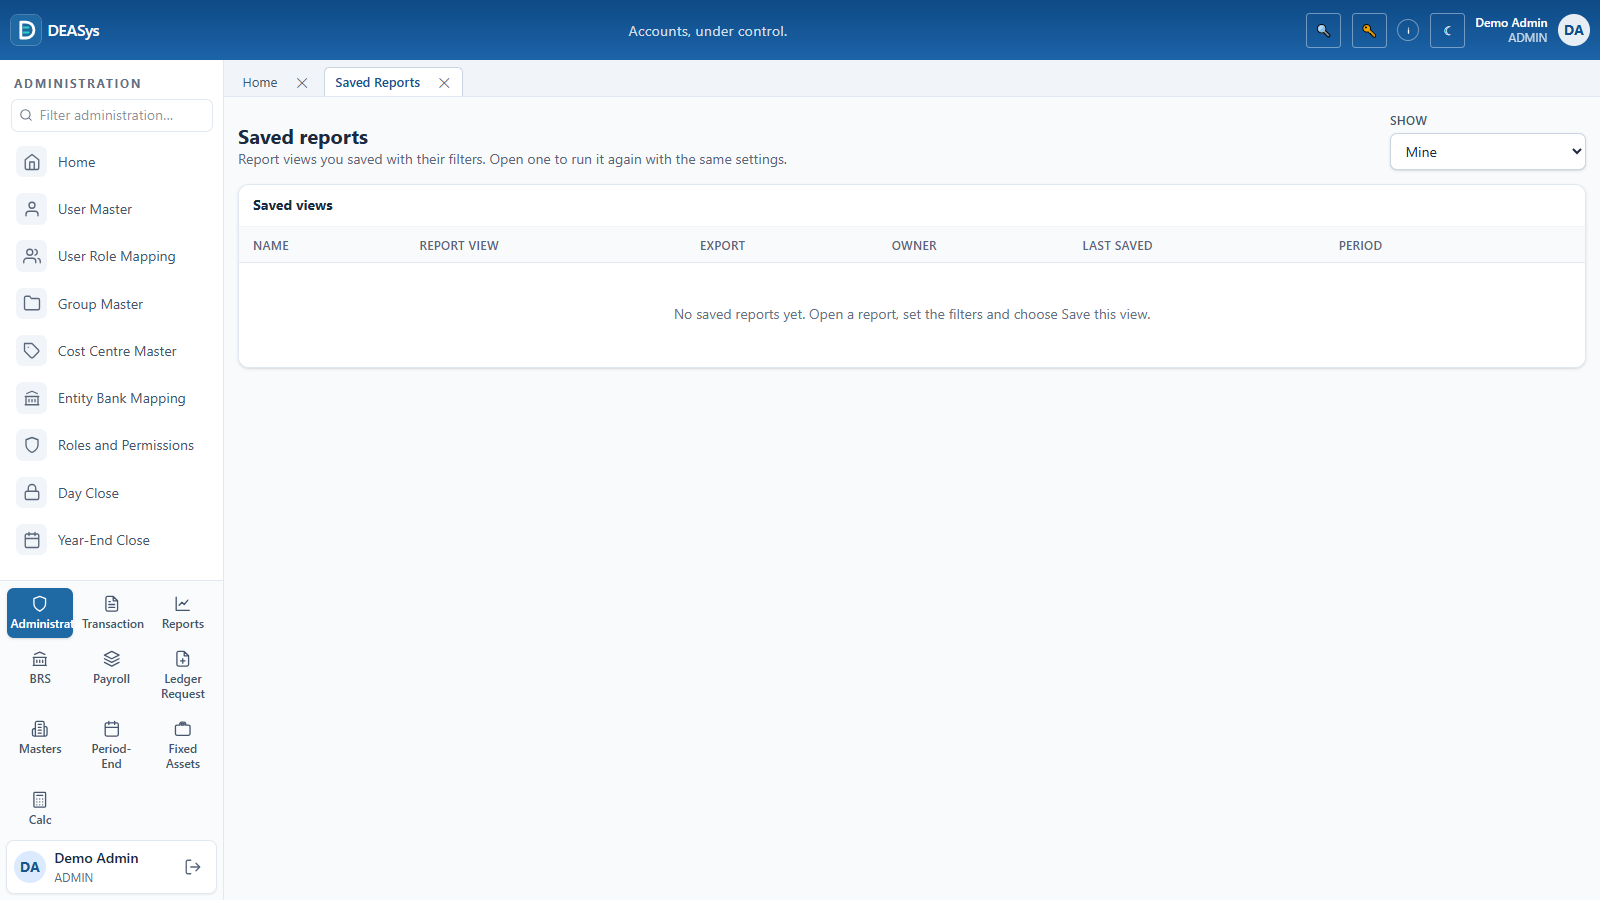 DEASys
Accounts, under control.
Demo Admin
ADMIN
DA
ADMINISTRATION
Filter administration...
Home
User Master
User Role Mapping
Group Master
Cost Centre Master
Entity Bank Mapping
Roles and Permissions
Day Close
Year-End Close
Administrat
Transaction
Reports
BRS
Payroll
Ledger
Request
Masters
Period-
End
Fixed
Assets
Calc
DA
Demo Admin
ADMIN
Home
Saved Reports
Saved reports
Report views you saved with their filters. Open one to run it again with the same settings.
SHOW
Mine
Saved views
NAME REPORT VIEW EXPORT OWNER LAST SAVED PERIOD
No saved reports yet. Open a report, set the filters and choose Save this view.